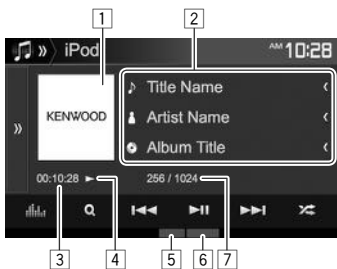 1 2
iPod AM 10:28
KENWOOD
Title Name
Artist Name
Album Title
00:10:28 256 / 1024
3 4 5 6 7